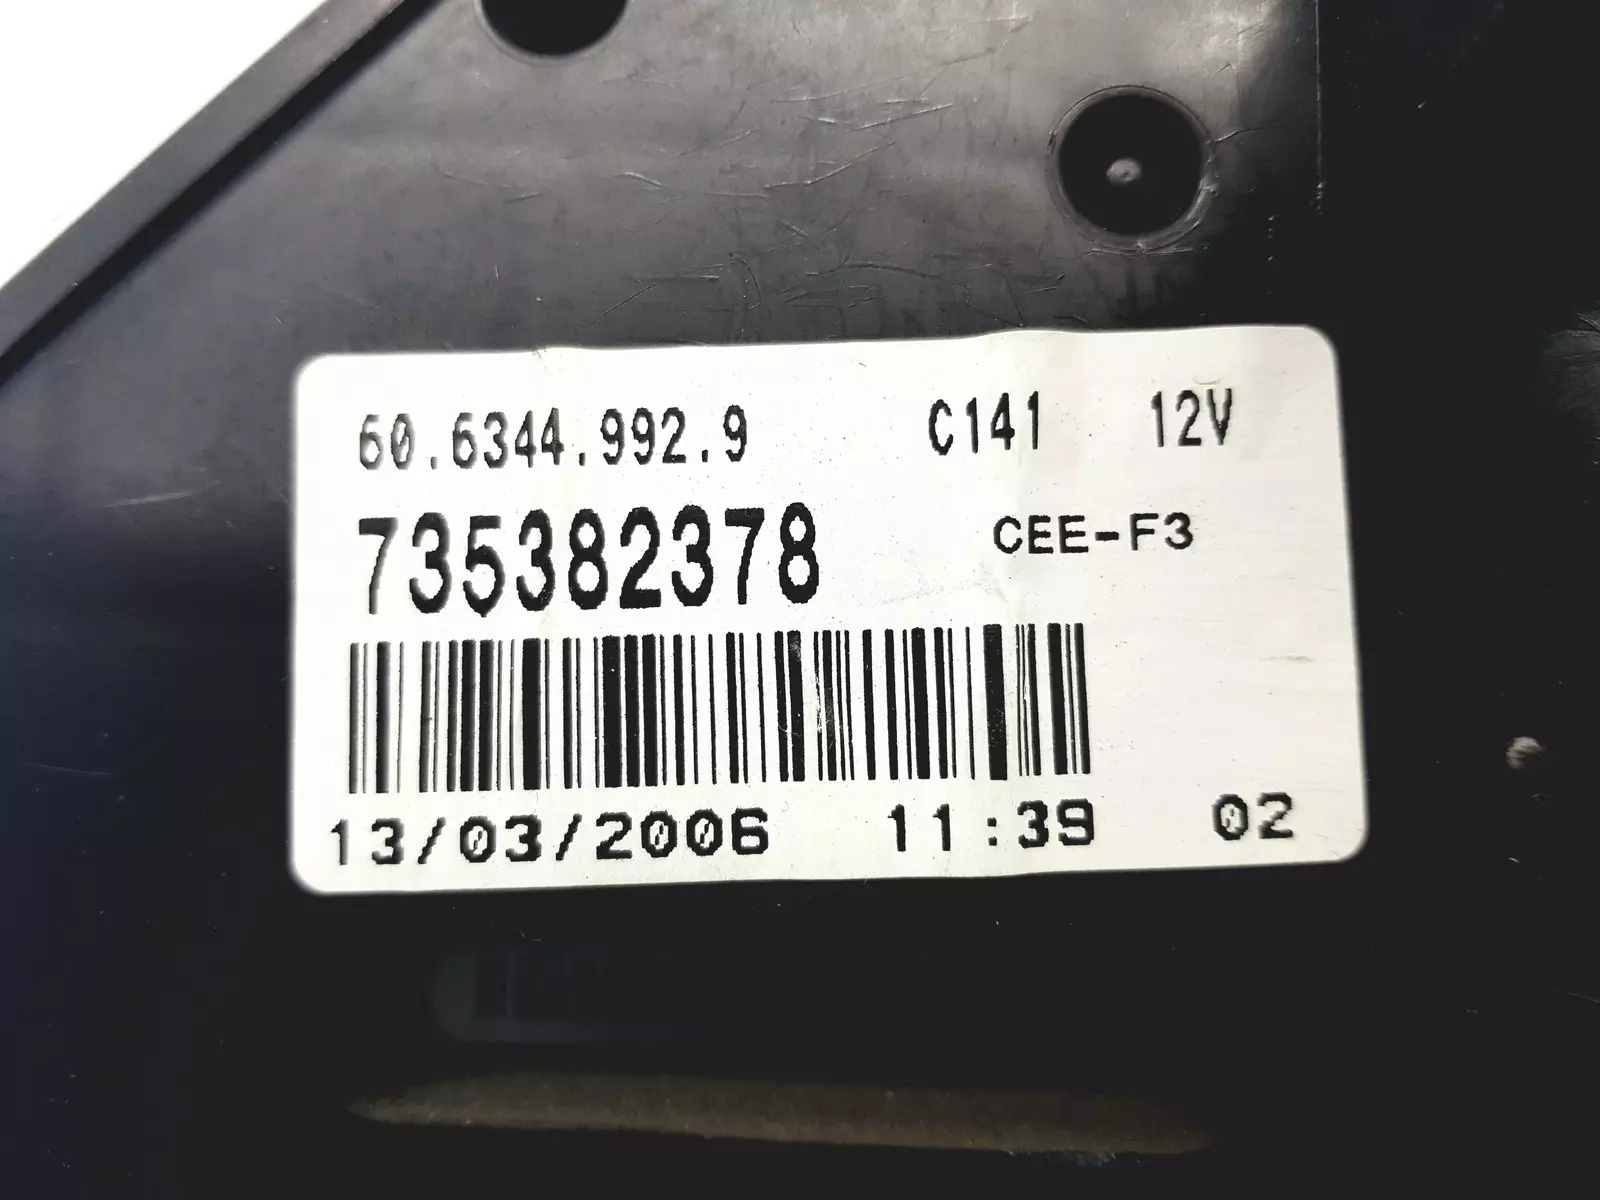 60.6344.992.9 C141 12V
735382378 CEE-F3
13/03/2006 11:39 02